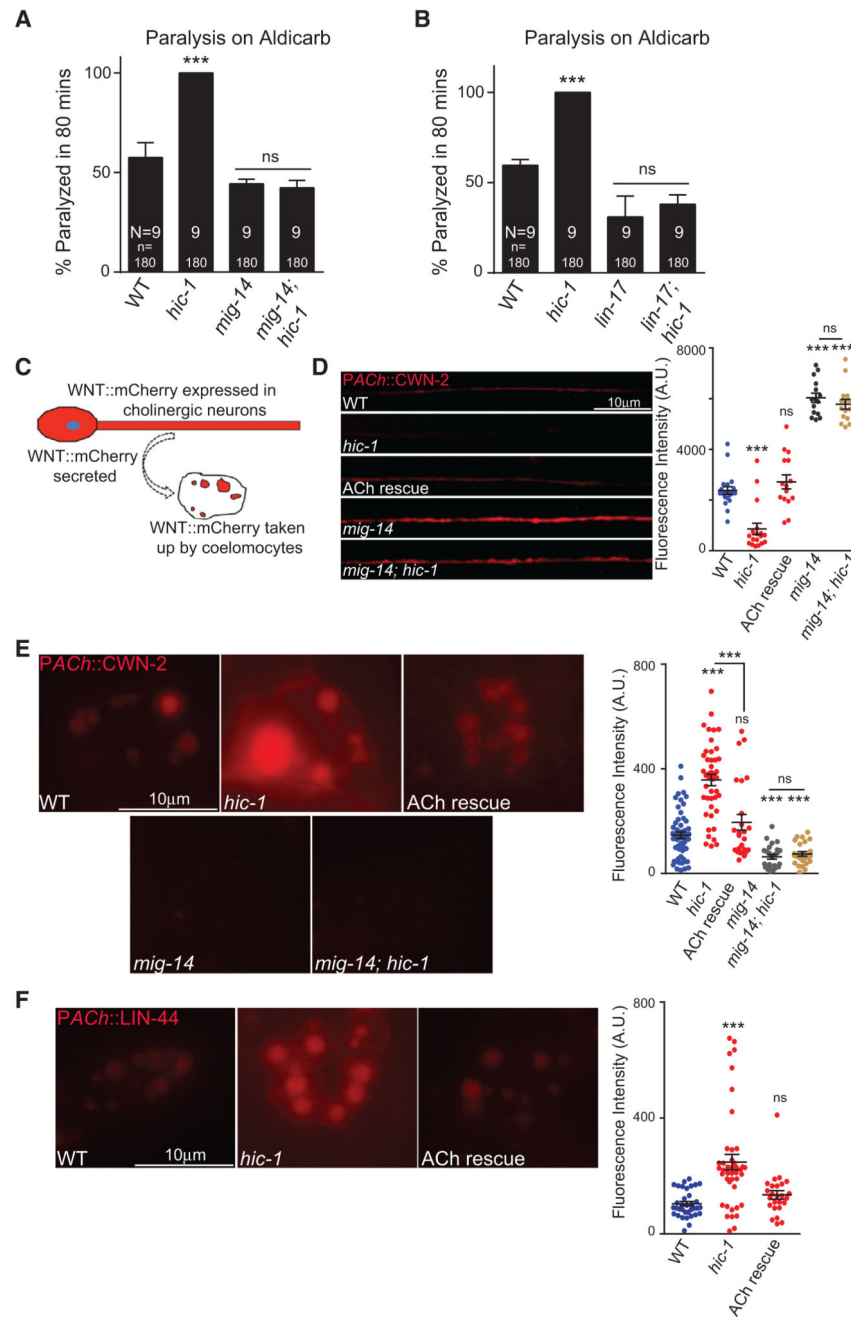 A
Paralysis on Aldicarb
% Paralyzed in 80 mins
100
50
0
***
ns
N=9
n=
180
9
180
9
180
9
180
WT
hic-1
mig-14
mig-14;
hic-1
B
Paralysis on Aldicarb
% Paralyzed in 80 mins
100
50
0
***
ns
N=9
n=
180
9
180
9
180
9
180
WT
hic-1
lin-17
lin-17;
hic-1
C
WNT::mCherry expressed in
cholinergic neurons
WNT::mCherry
secreted
WNT::mCherry taken
up by coelomocytes
D
PACh::CWN-2
WT
10μm
hic-1
ACh rescue
mig-14
mig-14; hic-1
Fluorescence Intensity (A.U.)
8000
4000
0
***
ns
ns
***
***
WT
hic-1
ACh rescue
mig-14
mig-14; hic-1
E
PACh::CWN-2
WT
10μm
hic-1
ACh rescue
mig-14
mig-14; hic-1
Fluorescence Intensity (A.U.)
800
400
0
***
***
ns
ns
***
***
WT
hic-1
ACh rescue
mig-14
mig-14; hic-1
F
PACh::LIN-44
WT
10μm
hic-1
ACh rescue
Fluorescence Intensity (A.U.)
800
400
0
***
ns
WT
hic-1
ACh rescue